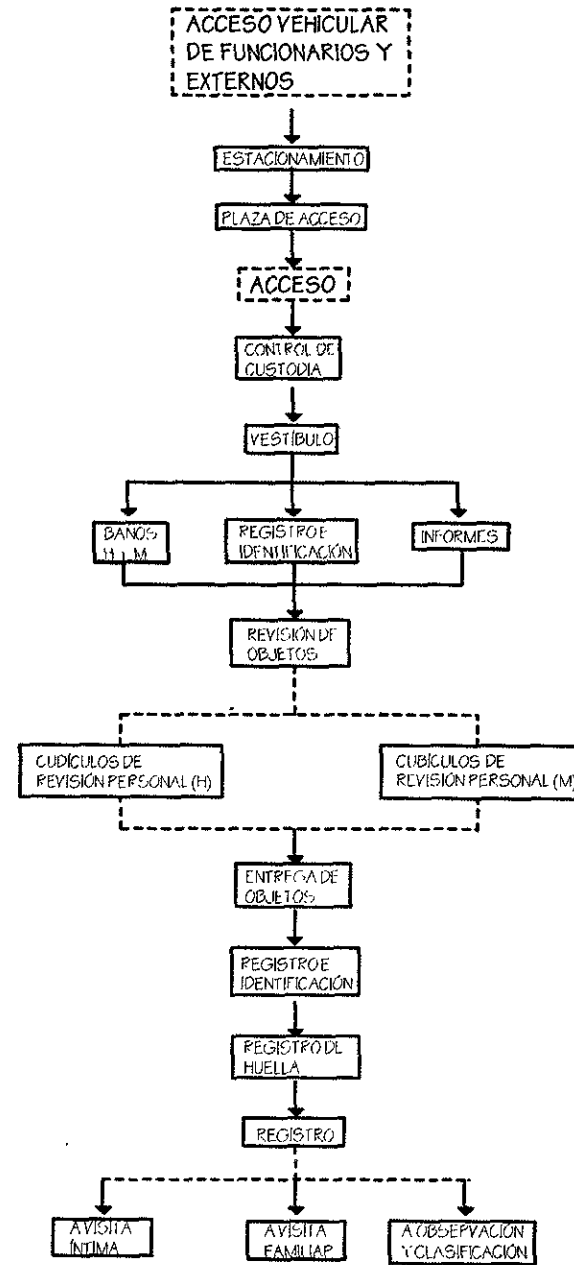 ACCESO VEHICULAR
DE FUNCIONARIOS Y
EXTERNOS
ESTACIONAMIENTO
PLAZA DE ACCESO
ACCESO
CONTROL DE
CUSTODIA
VESTÍBULO
BAÑOS
H Y M
REGISTRO E
IDENTIFICACIÓN
INFORMES
REVISIÓN DE
OBJETOS
CUDÍCULOS DE
REVISIÓN PERSONAL (H)
CUBÍCULOS DE
REVISIÓN PERSONAL (M)
ENTREGA DE
OBJETOS
REGISTRO E
IDENTIFICACIÓN
REGISTRO DE
HUELLA
REGISTRO
A VISITA
ÍNTIMA
A VISITA
FAMILIAR
A OBSERVACIÓN
Y CLASIFICACIÓN